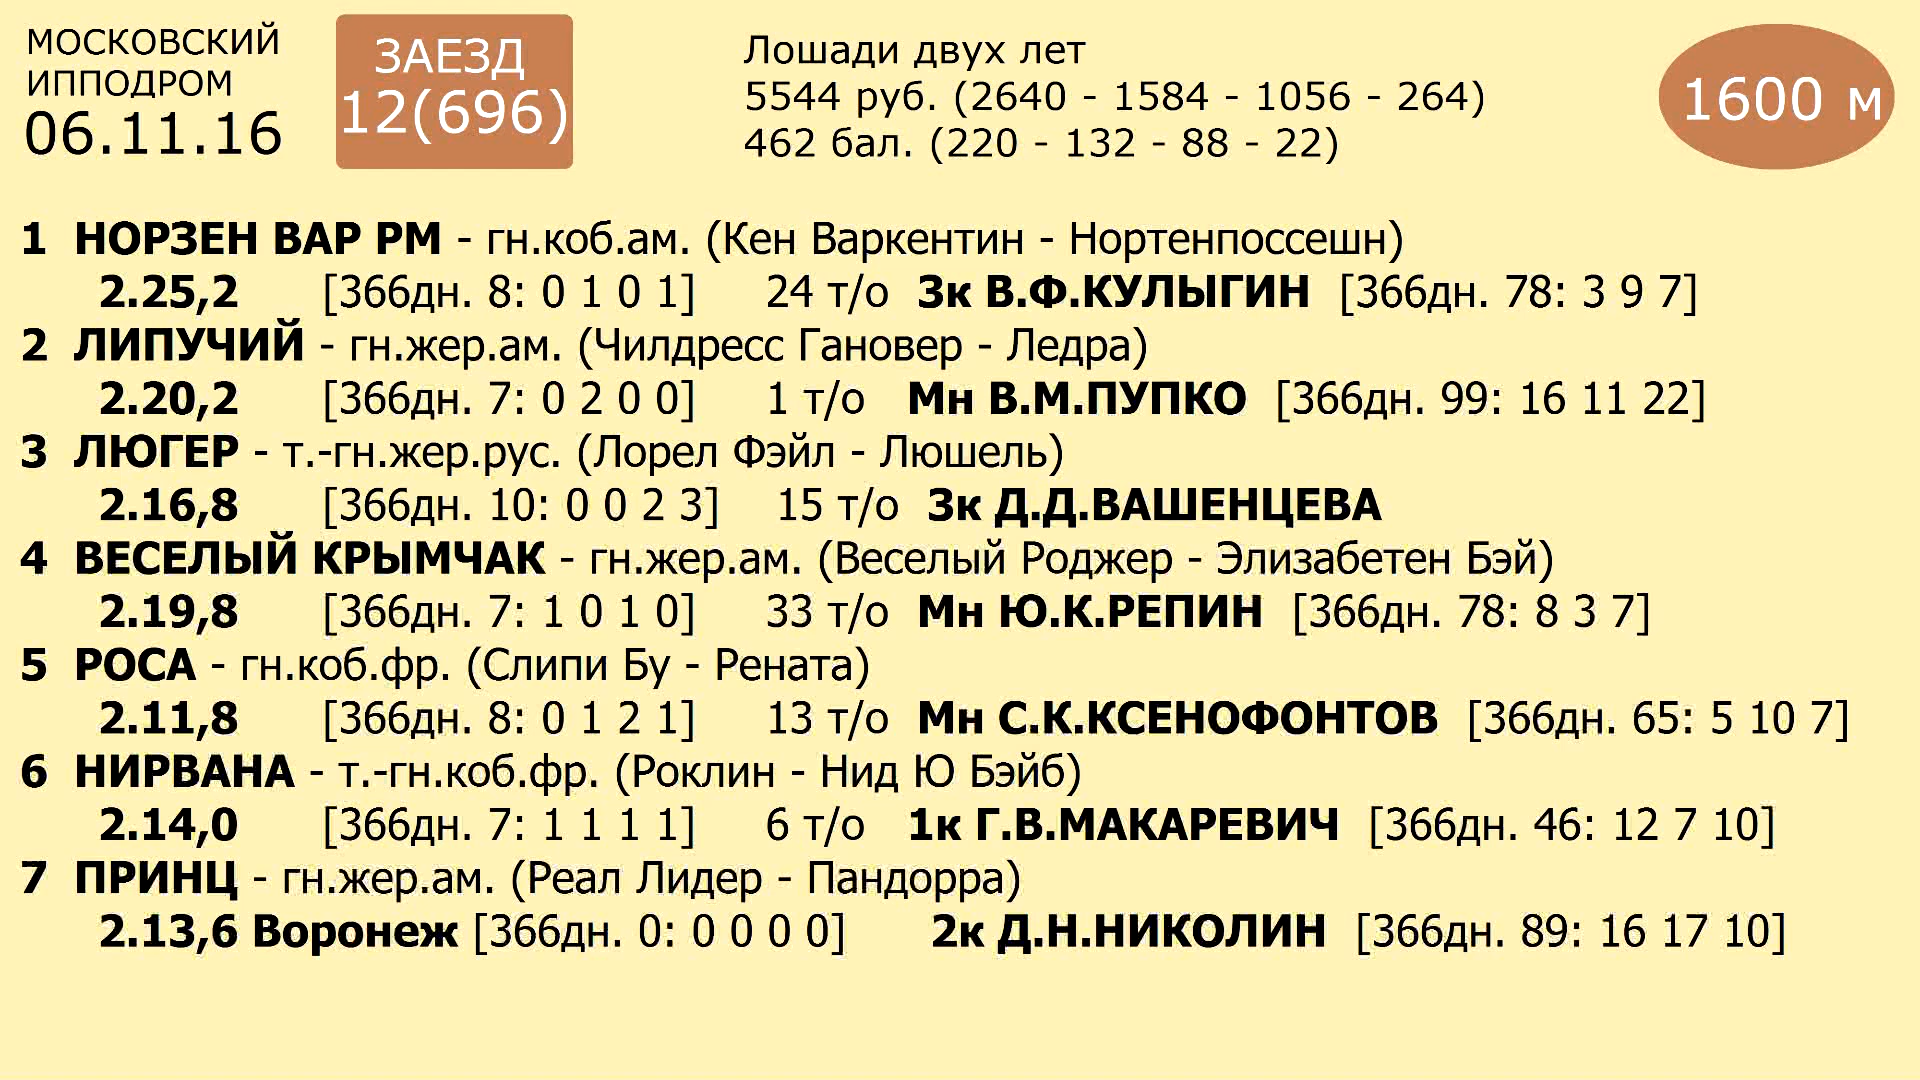 МОСКОВСКИЙ
ИППОДРОМ
06.11.16
ЗАЕЗД
12(696)
Лошади двух лет
5544 руб. (2640 - 1584 - 1056 - 264)
462 бал. (220 - 132 - 88 - 22)
1600 м
1 НОРЗЕН ВАР РМ - гн.коб.ам. (Кен Варкентин - Нортенпоссешн)
2.25,2 [366дн. 8: 0 1 0 1] 24 т/о 3к В.Ф.КУЛЫГИН [366дн. 78: 3 9 7]
2 ЛИПУЧИЙ - гн.жер.ам. (Чилдресс Гановер - Ледра)
2.20,2 [366дн. 7: 0 2 0 0] 1 т/о Мн В.М.ПУПКО [366дн. 99: 16 11 22]
3 ЛЮГЕР - т.-гн.жер.рус. (Лорел Фэйл - Люшель)
2.16,8 [366дн. 10: 0 0 2 3] 15 т/о 3к Д.Д.ВАШЕНЦЕВА
4 ВЕСЕЛЫЙ КРЫМЧАК - гн.жер.ам. (Веселый Роджер - Элизабетен Бэй)
2.19,8 [366дн. 7: 1 0 1 0] 33 т/о Мн Ю.К.РЕПИН [366дн. 78: 8 3 7]
5 РОСА - гн.коб.фр. (Слипи Бу - Рената)
2.11,8 [366дн. 8: 0 1 2 1] 13 т/о Мн С.К.КСЕНОФОНТОВ [366дн. 65: 5 10 7]
6 НИРВАНА - т.-гн.коб.фр. (Роклин - Нид Ю Бэйб)
2.14,0 [366дн. 7: 1 1 1 1] 6 т/о 1к Г.В.МАКАРЕВИЧ [366дн. 46: 12 7 10]
7 ПРИНЦ - гн.жер.ам. (Реал Лидер - Пандорра)
2.13,6 Воронеж [366дн. 0: 0 0 0 0] 2к Д.Н.НИКОЛИН [366дн. 89: 16 17 10]